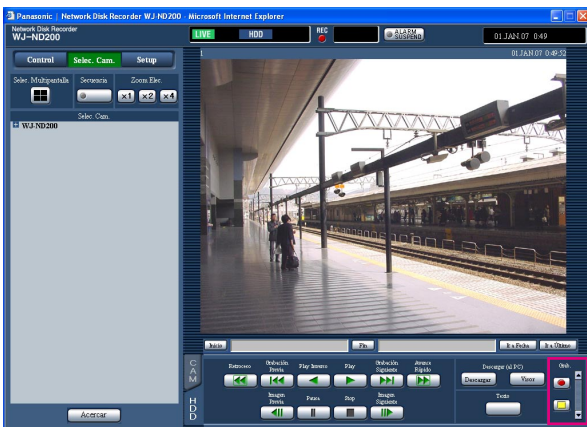 Panasonic | Network Disk Recorder WJ-ND200 - Microsoft Internet Explorer
Network Disk Recorder
WJ-ND200
LIVE
HDD
REC
ALARM SUSPEND
01.JAN.07 0:49
Control
Selec. Cam.
Setup
Selec. Multipantalla
Secuencia
Zoom Elec.
x1
x2
x4
Selec. Cam.
WJ-ND200
Acercar
1
01.JAN.07 0:49:52
Inicio
Fin
Ir a Fecha
Ir a Último
CAM
HDD
Retroceso
Grabación Previa
Play Inverso
Play
Grabación Siguiente
Avance Rápido
Imagen Previa
Pausa
Stop
Imagen Siguiente
Descargar (al PC)
Descargar
Visor
Texto
Grab.